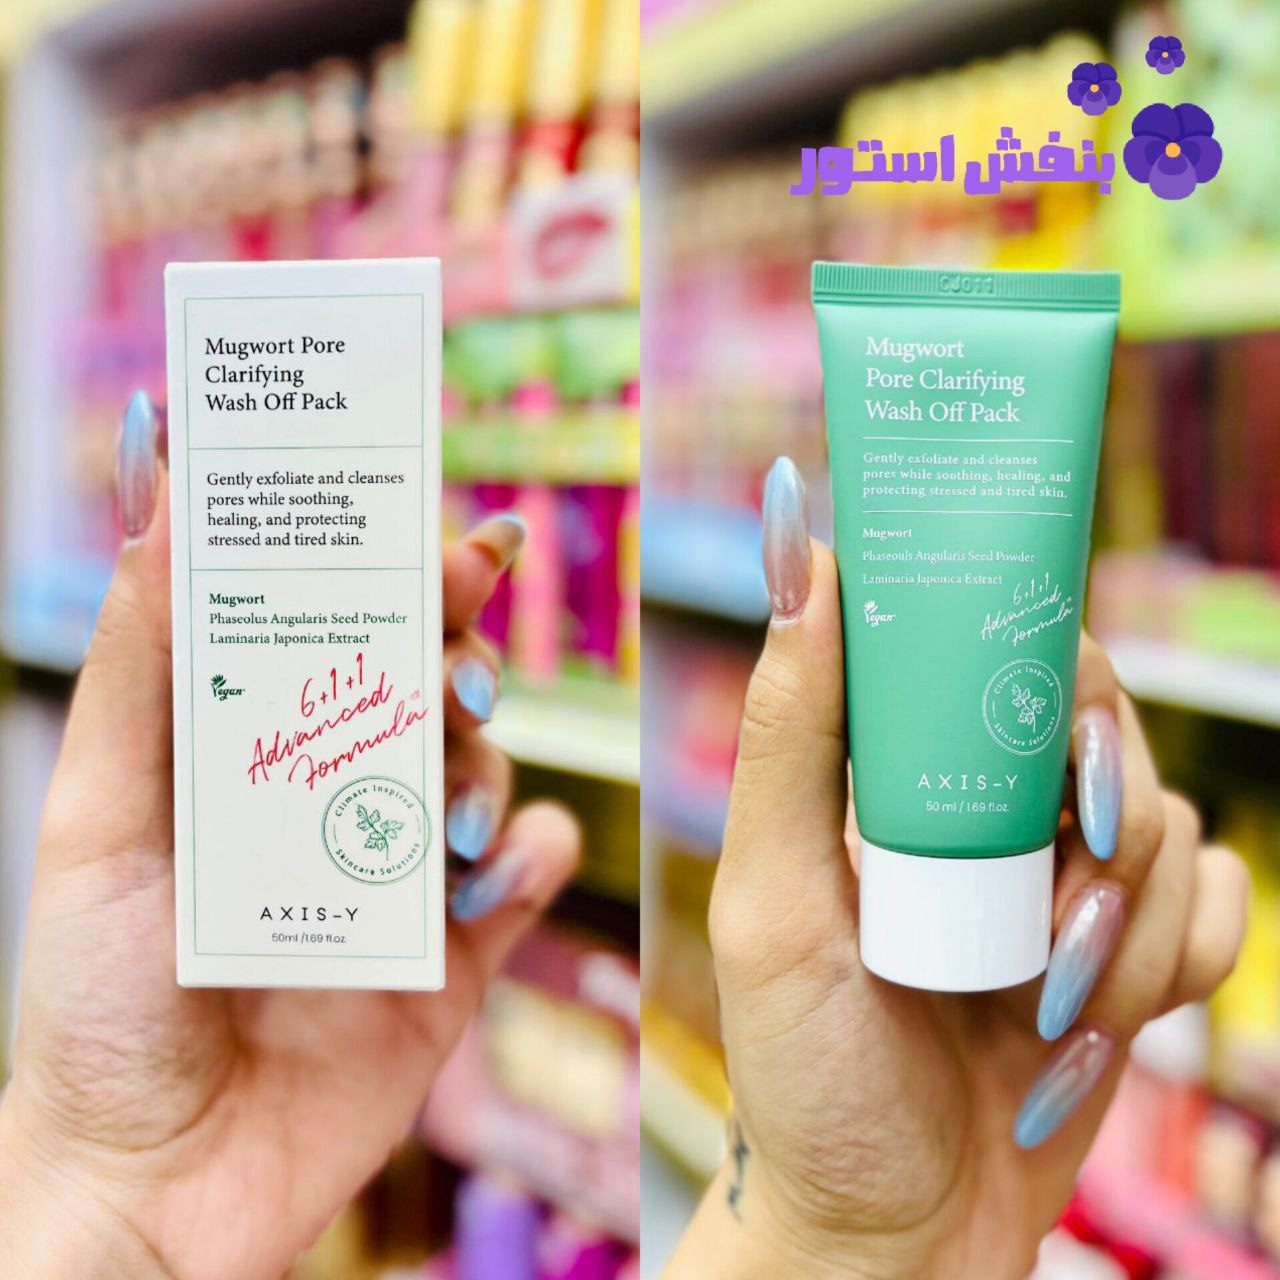 Mugwort Pore
Clarifying
Wash Off Pack
Gently exfoliate and cleanses
pores while soothing,
healing, and protecting
stressed and tired skin.
Mugwort
Phaseolus Angularis Seed Powder
Laminaria Japonica Extract
Vegan
6+1+1
Advanced
Formula™
Climate Inspired
Skincare Solutions
AXIS-Y
50ml /1.69 fl.oz.
بنفش استور
CJ011
Mugwort
Pore Clarifying
Wash Off Pack
Gently exfoliate and cleanses
pores while soothing, healing, and
protecting stressed and tired skin.
Mugwort
Phaseouls Angularis Seed Powder
Laminaria Japonica Extract
Vegan
6+1+1
Advanced
Formula™
Climate Inspired
Skincare Solutions
AXIS-Y
50 ml / 1.69 fl.oz.